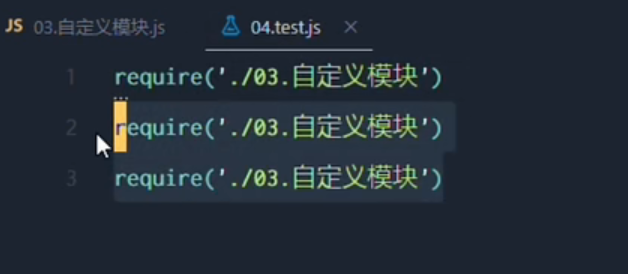 JS 03.自定义模块.js 04.test.js ×
1 require('./03.自定义模块')
2 require('./03.自定义模块')
3 require('./03.自定义模块')